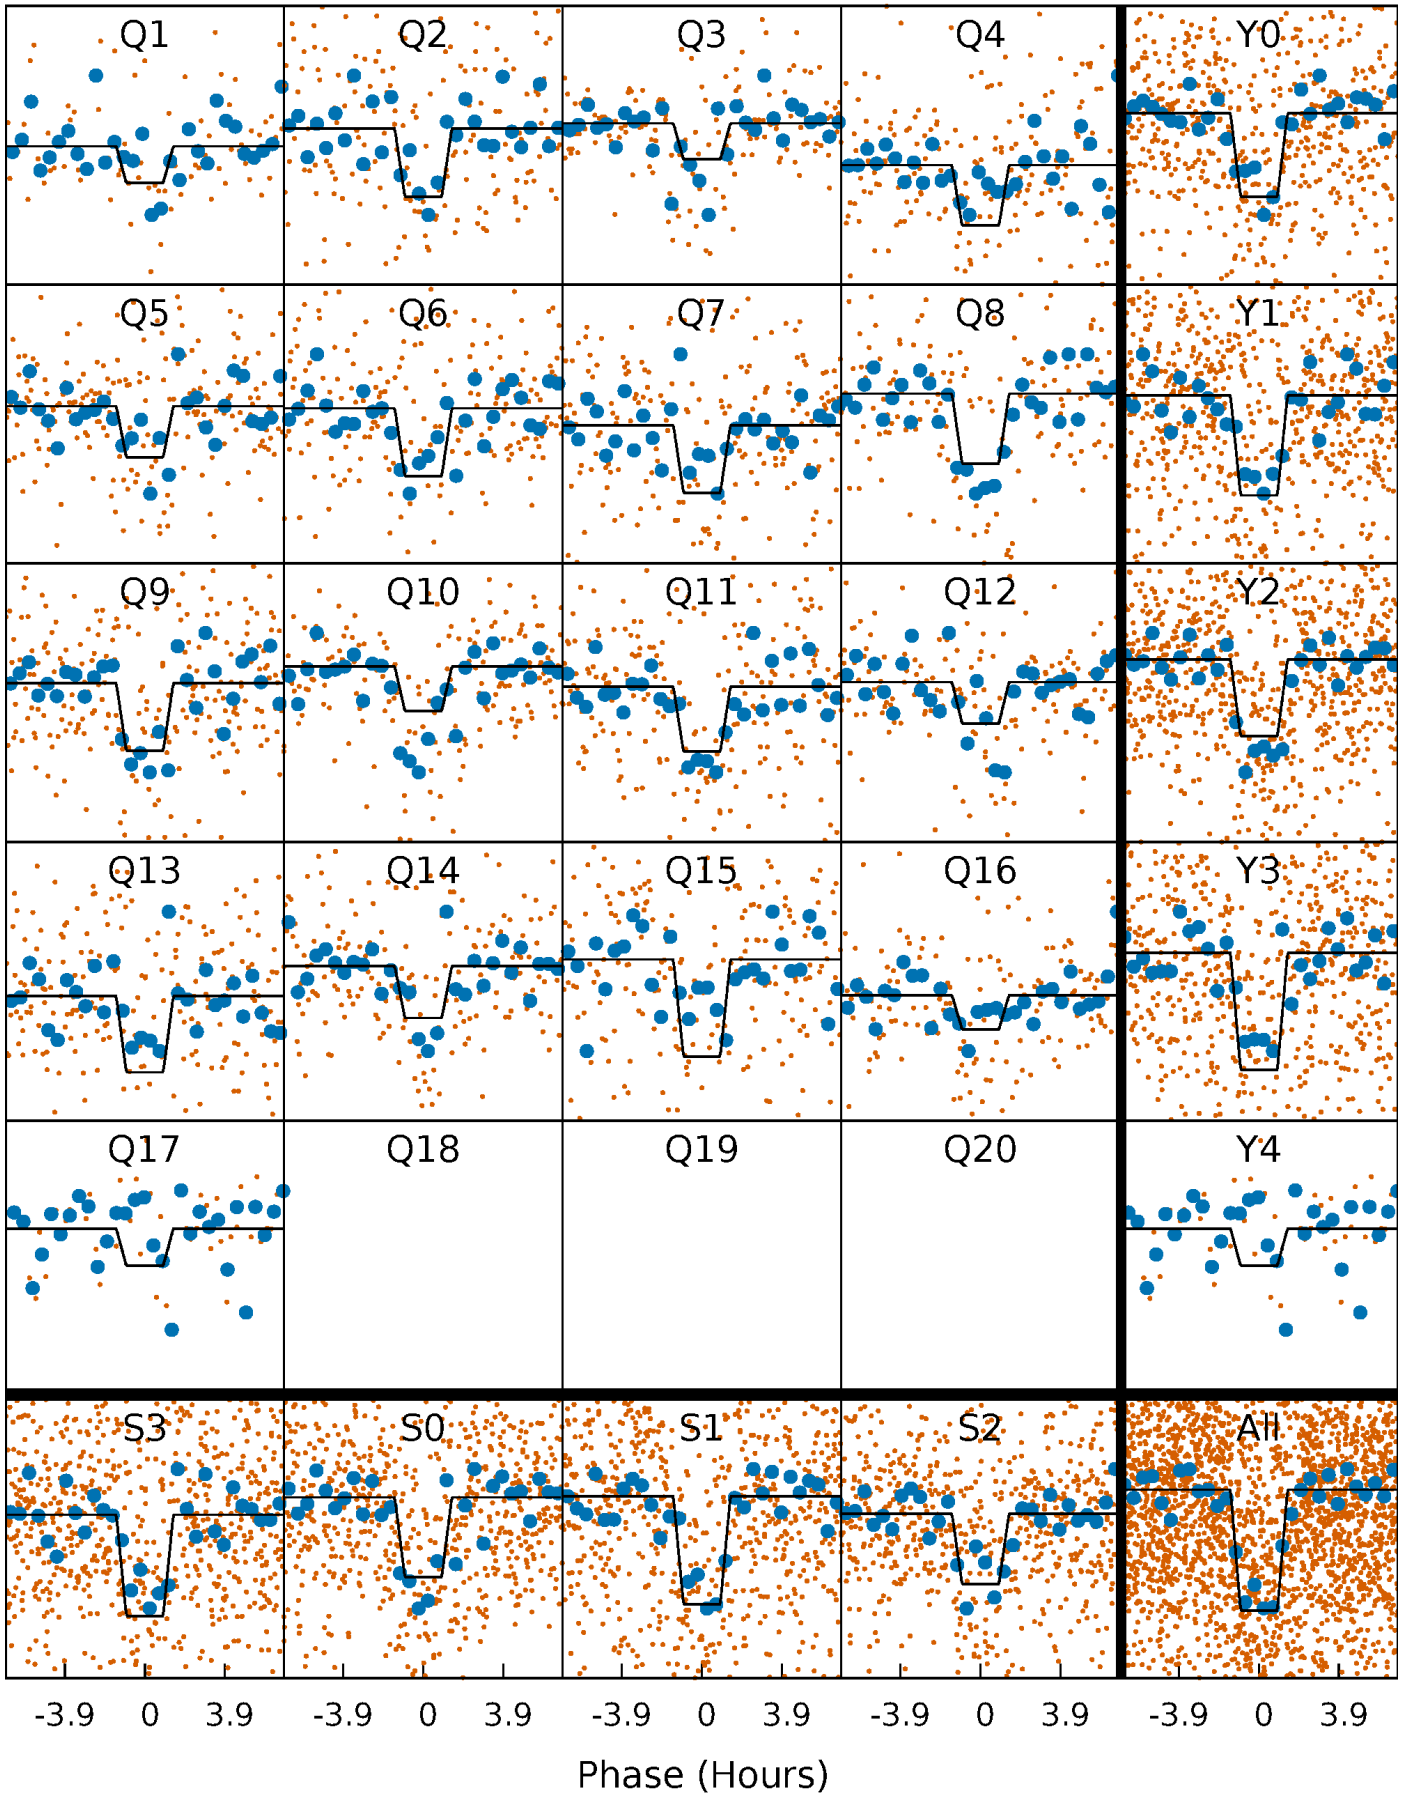 Q1 Q2 Q3 Q4 Y0
Q5 Q6 Q7 Q8 Y1
Q9 Q10 Q11 Q12 Y2
Q13 Q14 Q15 Q16 Y3
Q17 Q18 Q19 Q20 Y4
S3 S0 S1 S2 All
-3.9 0 3.9 -3.9 0 3.9 -3.9 0 3.9 -3.9 0 3.9 -3.9 0 3.9
Phase (Hours)